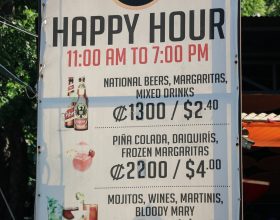 HAPPY HOUR
11:00 AM TO 7:00 PM
NATIONAL BEERS, MARGARITAS,
MIXED DRINKS
₡1300 / $2.40
PIÑA COLADA, DAIQUIRÍS,
FROZEN MARGARITAS
₡2200 / $4.00
MOJITOS, WINES, MARTINIS,
BLOODY MARY